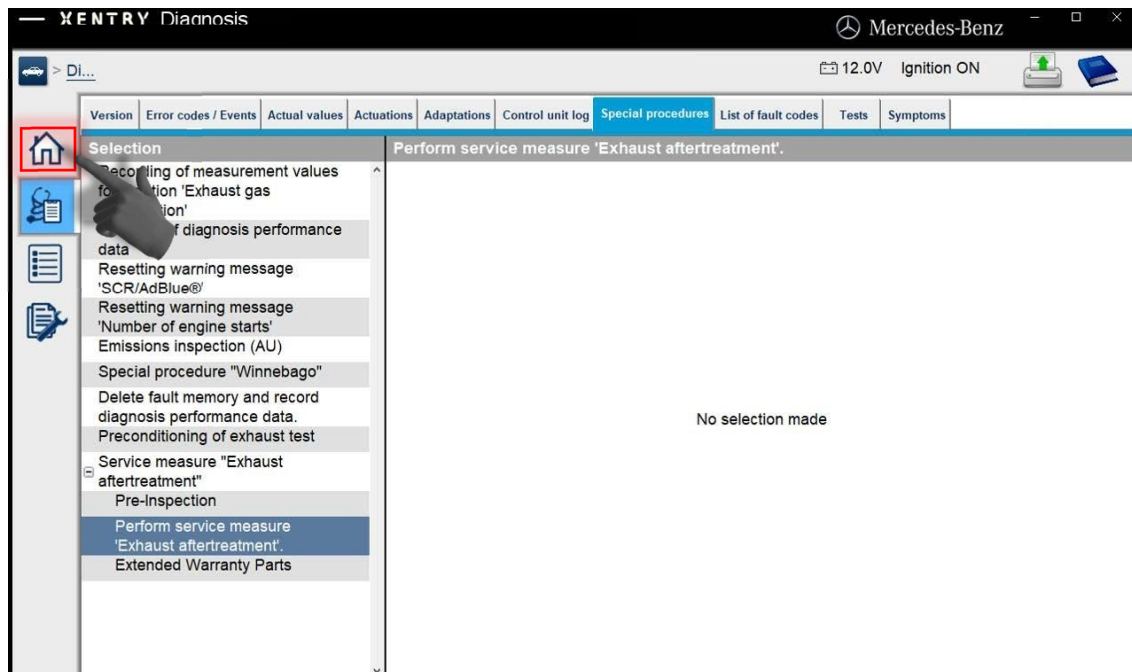 XENTRY Diagnosis
Mercedes-Benz
> Di...
12.0V Ignition ON
Version Error codes / Events Actual values Actuations Adaptations Control unit log Special procedures List of fault codes Tests Symptoms
Selection
Perform service measure 'Exhaust aftertreatment'.
Recording of measurement values
'Exhaust gas
diagnosis performance
data
Resetting warning message
'SCR/AdBlue®'
Resetting warning message
'Number of engine starts'
Emissions inspection (AU)
Special procedure "Winnebago"
Delete fault memory and record
diagnosis performance data.
Preconditioning of exhaust test
Service measure "Exhaust
aftertreatment"
Pre-Inspection
Perform service measure
'Exhaust aftertreatment'.
Extended Warranty Parts
No selection made